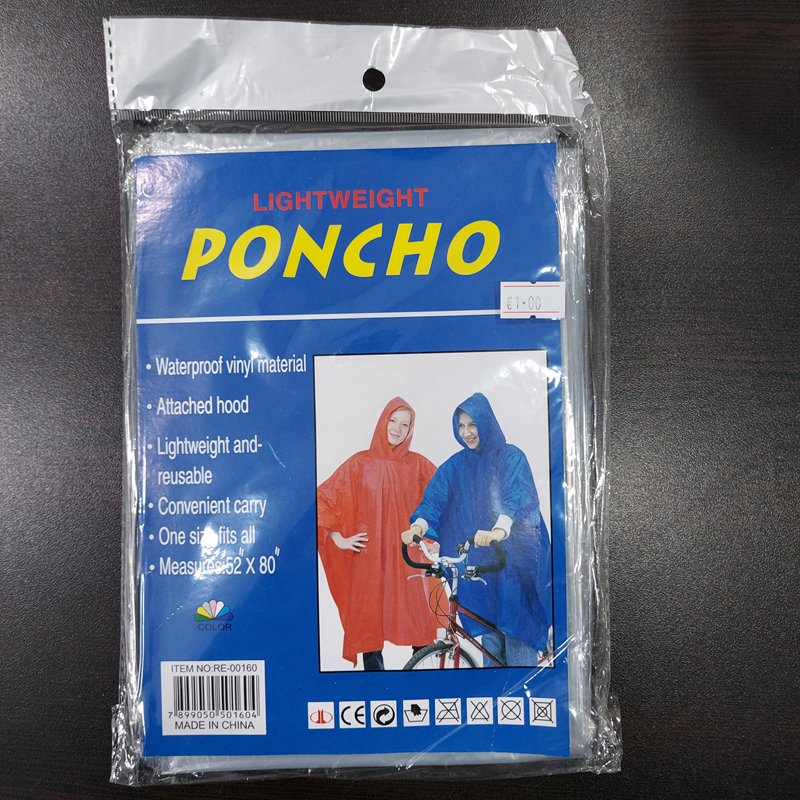 LIGHTWEIGHT
PONCHO
€1-00
• Waterproof vinyl material
• Attached hood
• Lightweight and-
reusable
• Convenient carry
• One size fits all
• Measures:52" X 80"
COLOR
ITEM NO:RE-00160
7 899050 501604
MADE IN CHINA
CE